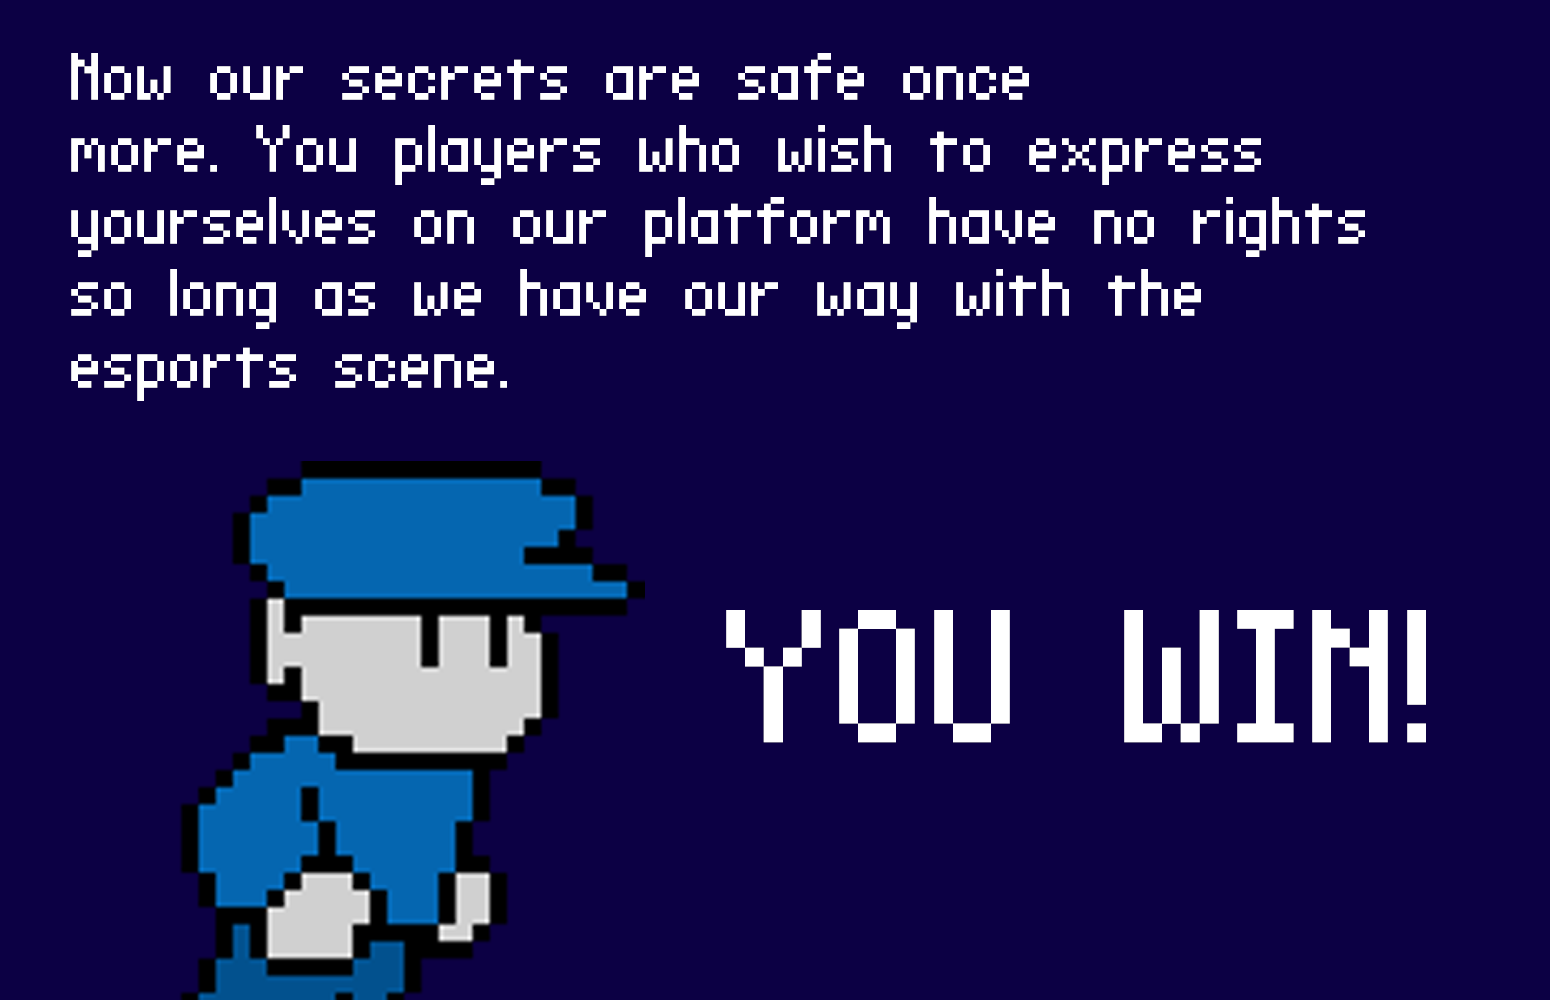 Now our secrets are safe once
more. You players who wish to express
yourselves on our platform have no rights
so long as we have our way with the
esports scene.
YOU WIN!